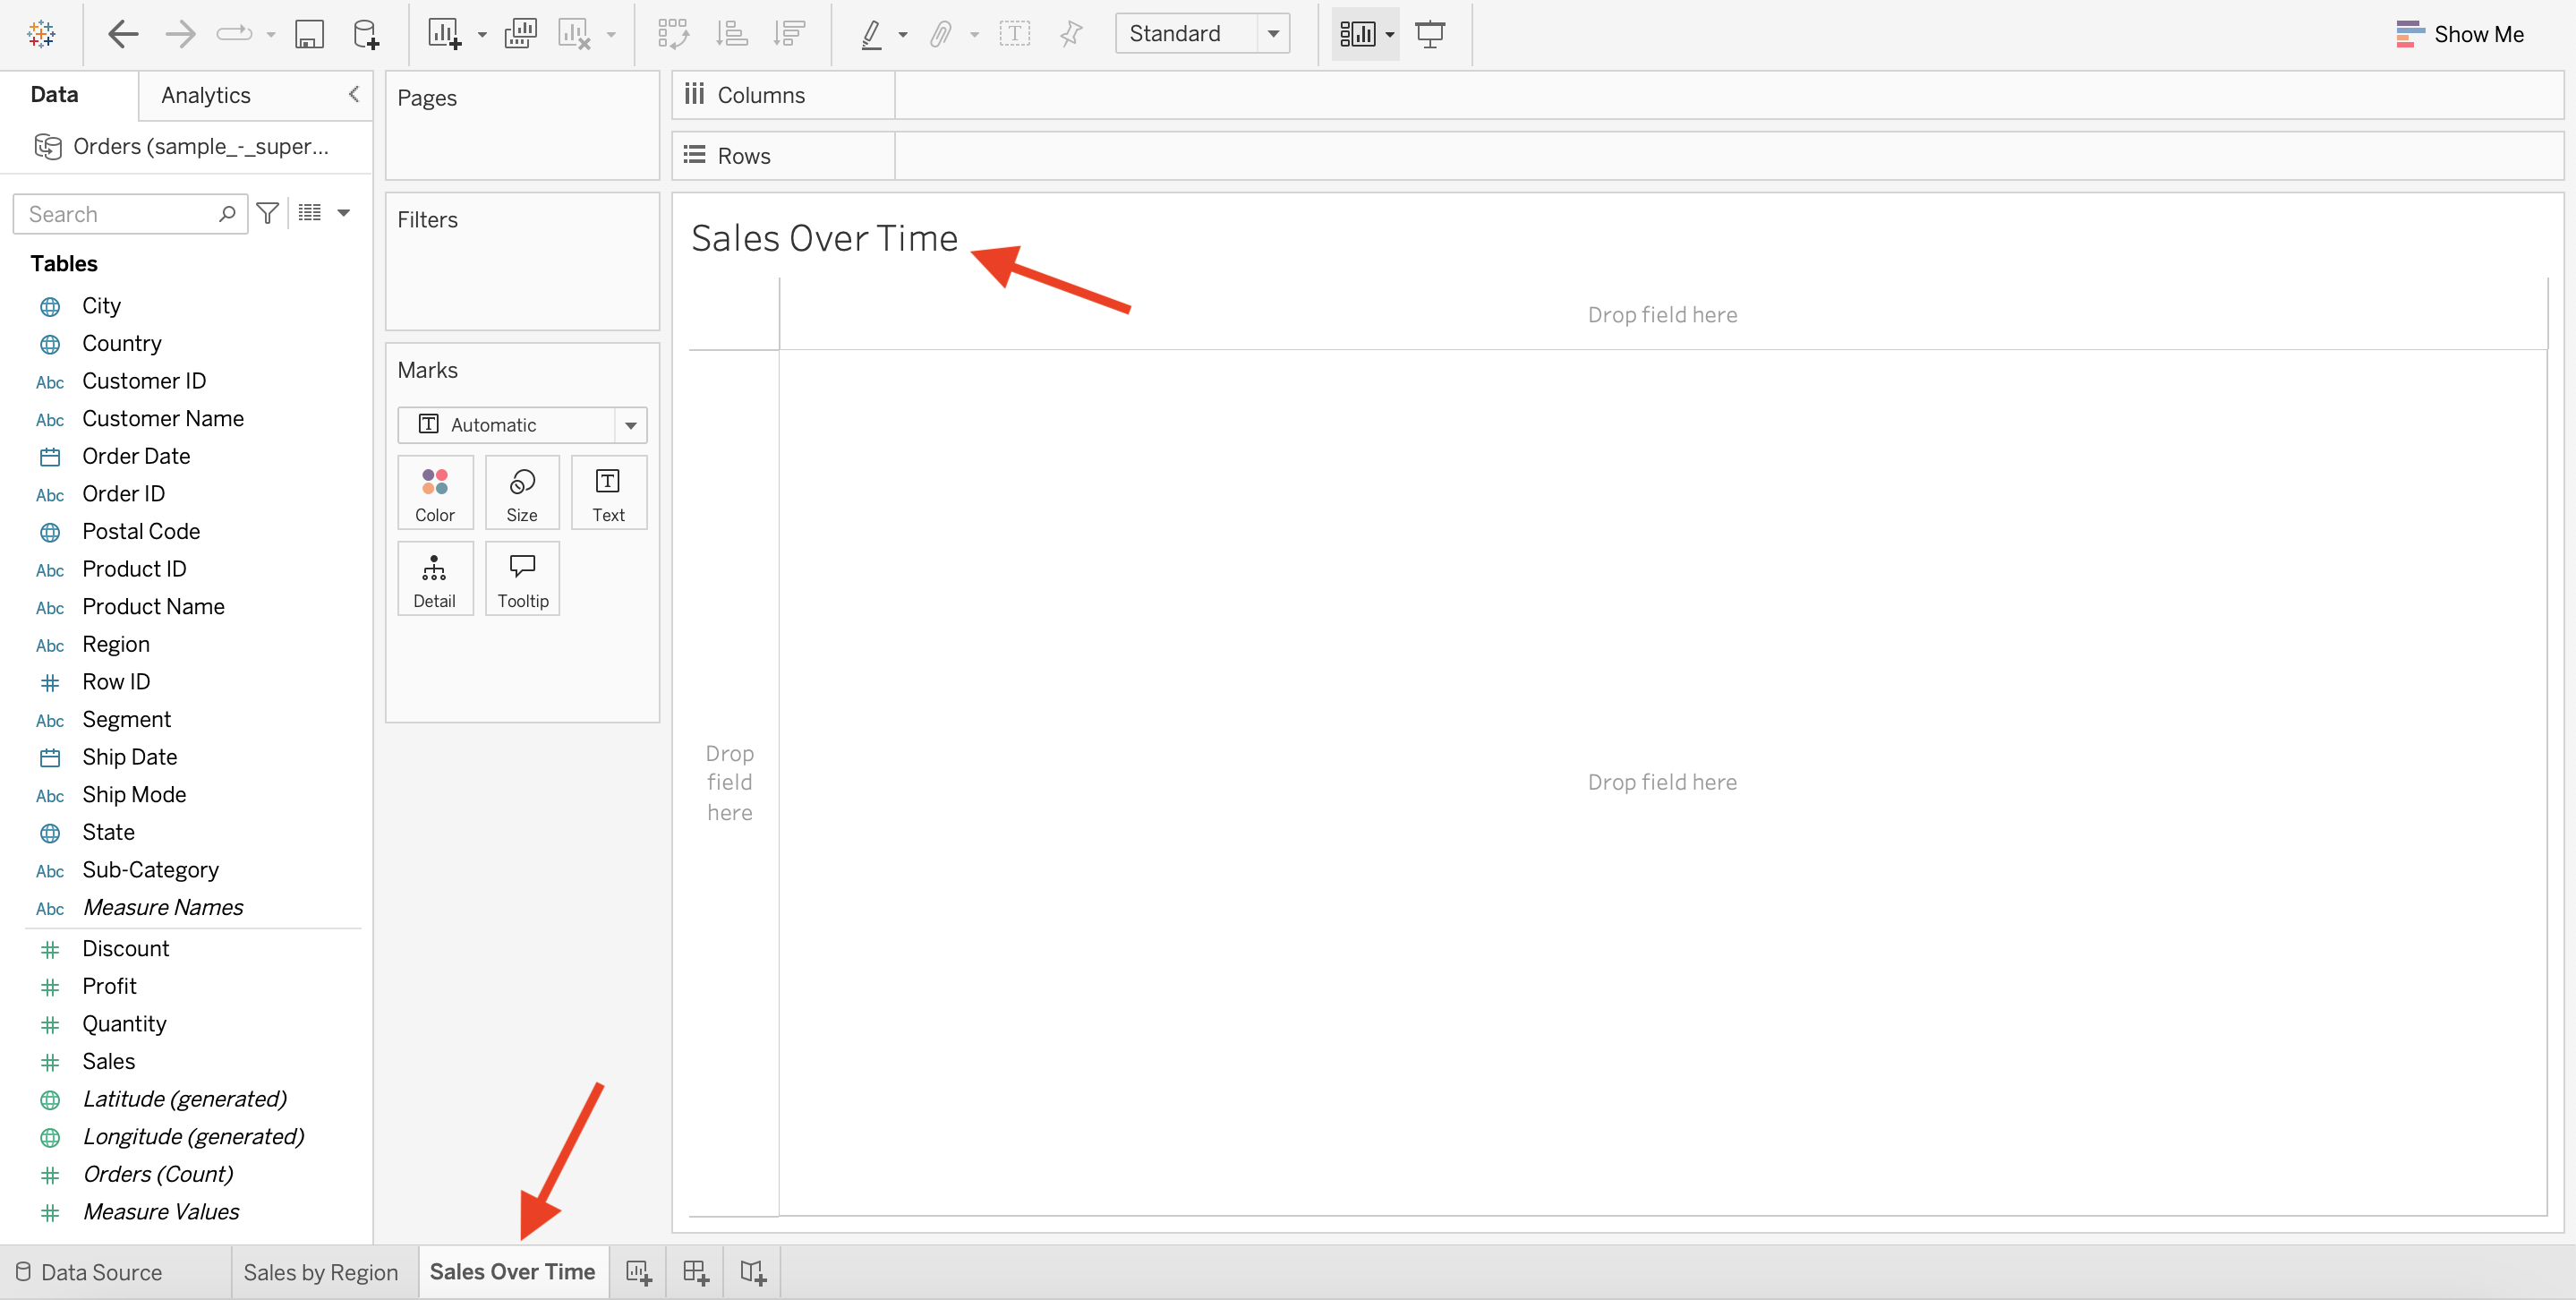 Standard
Show Me
Data
Analytics
Orders (sample_-_super...
Search
Tables
City
Country
Abc Customer ID
Abc Customer Name
Order Date
Abc Order ID
Postal Code
Abc Product ID
Abc Product Name
Abc Region
Row ID
Abc Segment
Ship Date
Abc Ship Mode
State
Abc Sub-Category
Abc Measure Names
Discount
Profit
Quantity
Sales
Latitude (generated)
Longitude (generated)
Orders (Count)
Measure Values
Pages
Filters
Marks
T Automatic
Color
Size
T
Text
Detail
Tooltip
Columns
Rows
Sales Over Time
Drop field here
Drop
field
here
Drop field here
Data Source
Sales by Region
Sales Over Time